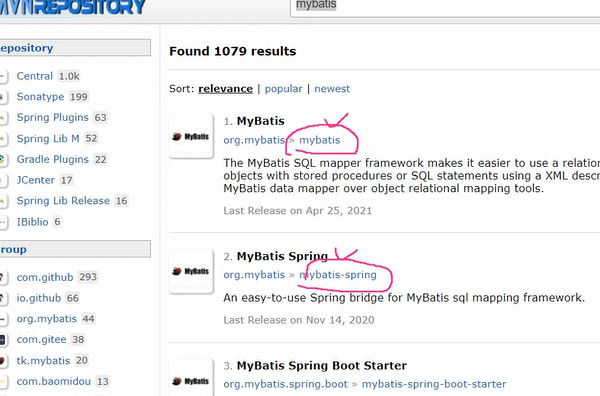 MVNREPOSITORY
mybatis
Repository
Central 1.0k
Sonatype 199
Spring Plugins 63
Spring Lib M 52
Gradle Plugins 22
JCenter 17
Spring Lib Release 16
IBiblio 6
Group
com.github 293
io.github 66
org.mybatis 44
com.gitee 38
tk.mybatis 20
com.baomidou 13
Found 1079 results
Sort: relevance | popular | newest
MyBatis
1. MyBatis
org.mybatis » mybatis
The MyBatis SQL mapper framework makes it easier to use a relation
objects with stored procedures or SQL statements using a XML descr
MyBatis data mapper over object relational mapping tools.
Last Release on Apr 25, 2021
MyBatis
2. MyBatis Spring
org.mybatis » mybatis-spring
An easy-to-use Spring bridge for MyBatis sql mapping framework.
Last Release on Nov 14, 2020
MyBatis
3. MyBatis Spring Boot Starter
org.mybatis.spring.boot » mybatis-spring-boot-starter